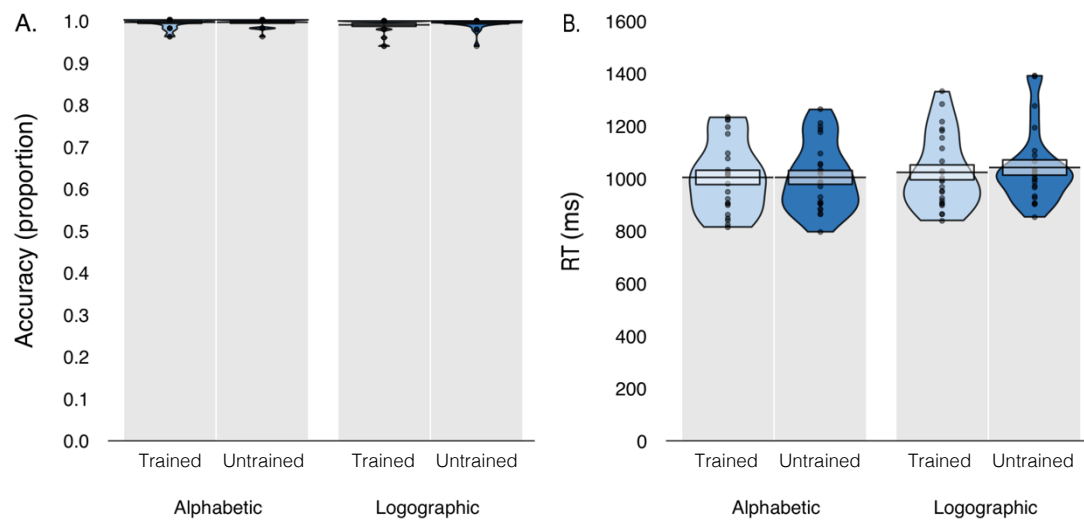 A.
Accuracy (proportion)
1.0
0.9
0.8
0.7
0.6
0.5
0.4
0.3
0.2
0.1
0.0
Trained Untrained Trained Untrained
Alphabetic Logographic
B.
RT (ms)
1600
1400
1200
1000
800
600
400
200
0
Trained Untrained Trained Untrained
Alphabetic Logographic